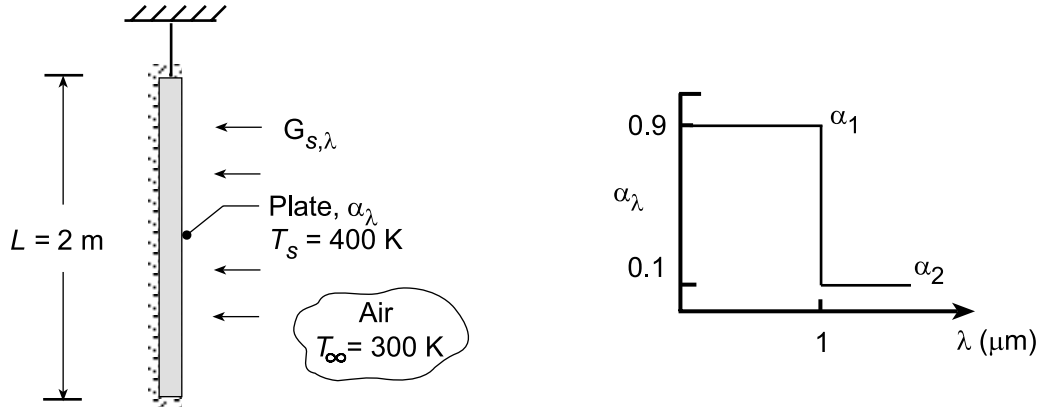 G_{s,λ}
Plate, α_λ
T_s = 400 K
L = 2 m
Air
T_∞= 300 K
0.9
α_1
α_λ
0.1
α_2
1
λ (μm)